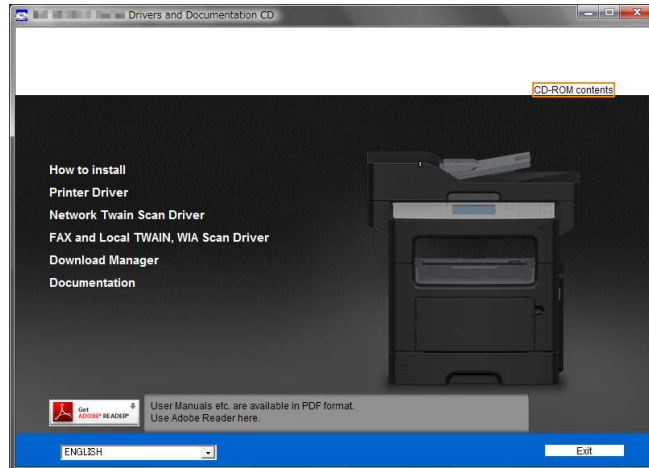 Drivers and Documentation CD
CD-ROM contents
How to install
Printer Driver
Network Twain Scan Driver
FAX and Local TWAIN, WIA Scan Driver
Download Manager
Documentation
Get
ADOBE® READER®
User Manuals etc. are available in PDF format.
Use Adobe Reader here.
ENGLISH
Exit